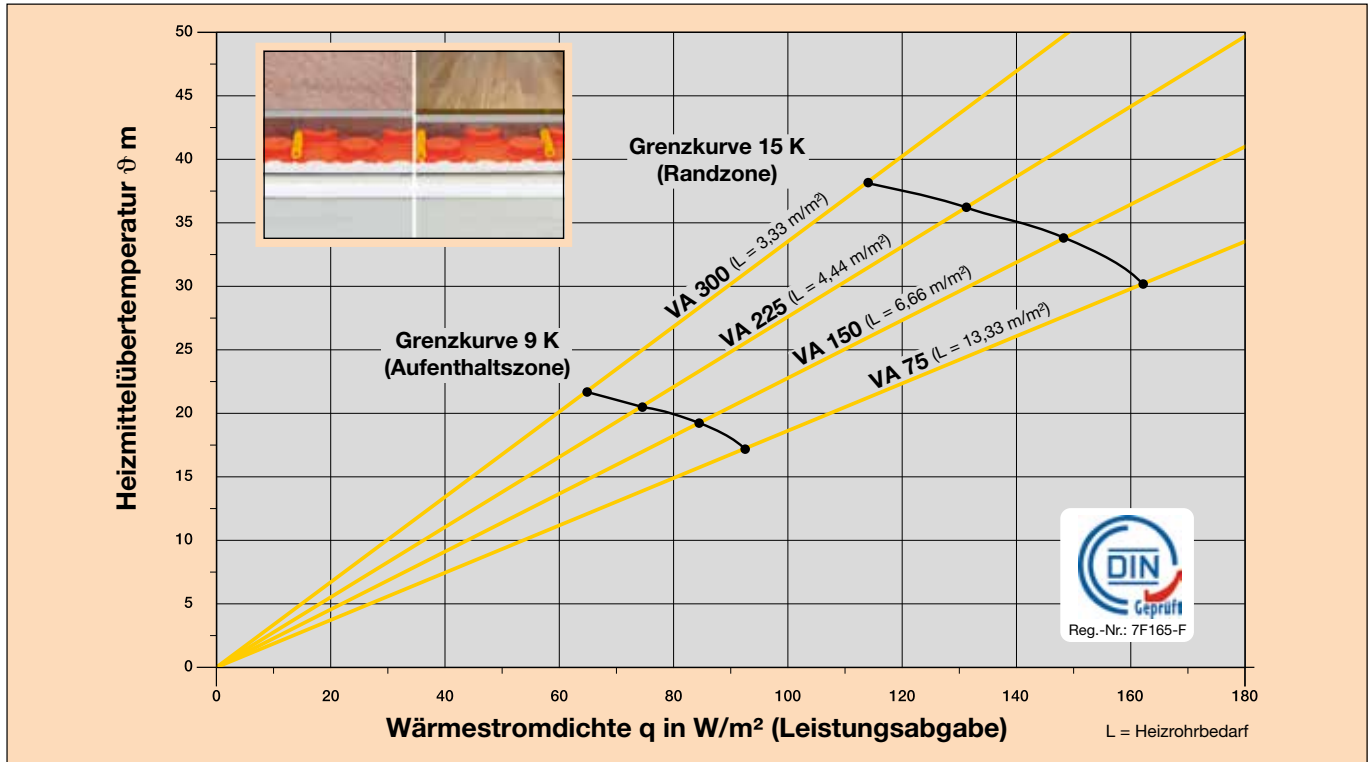 Heizmittelübertemperatur ϑ m
50
45
40
35
30
25
20
15
10
5
0
Grenzkurve 15 K
(Randzone)
Grenzkurve 9 K
(Aufenthaltszone)
VA 300 (L = 3,33 m/m²)
VA 225 (L = 4,44 m/m²)
VA 150 (L = 6,66 m/m²)
VA 75 (L = 13,33 m/m²)
DIN
Geprüft
Reg.-Nr.: 7F165-F
0 20 40 60 80 100 120 140 160 180
Wärmestromdichte q in W/m² (Leistungsabgabe)
L = Heizrohrbedarf